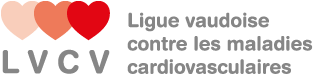 LVCV
Ligue vaudoise
contre les maladies
cardiovasculaires